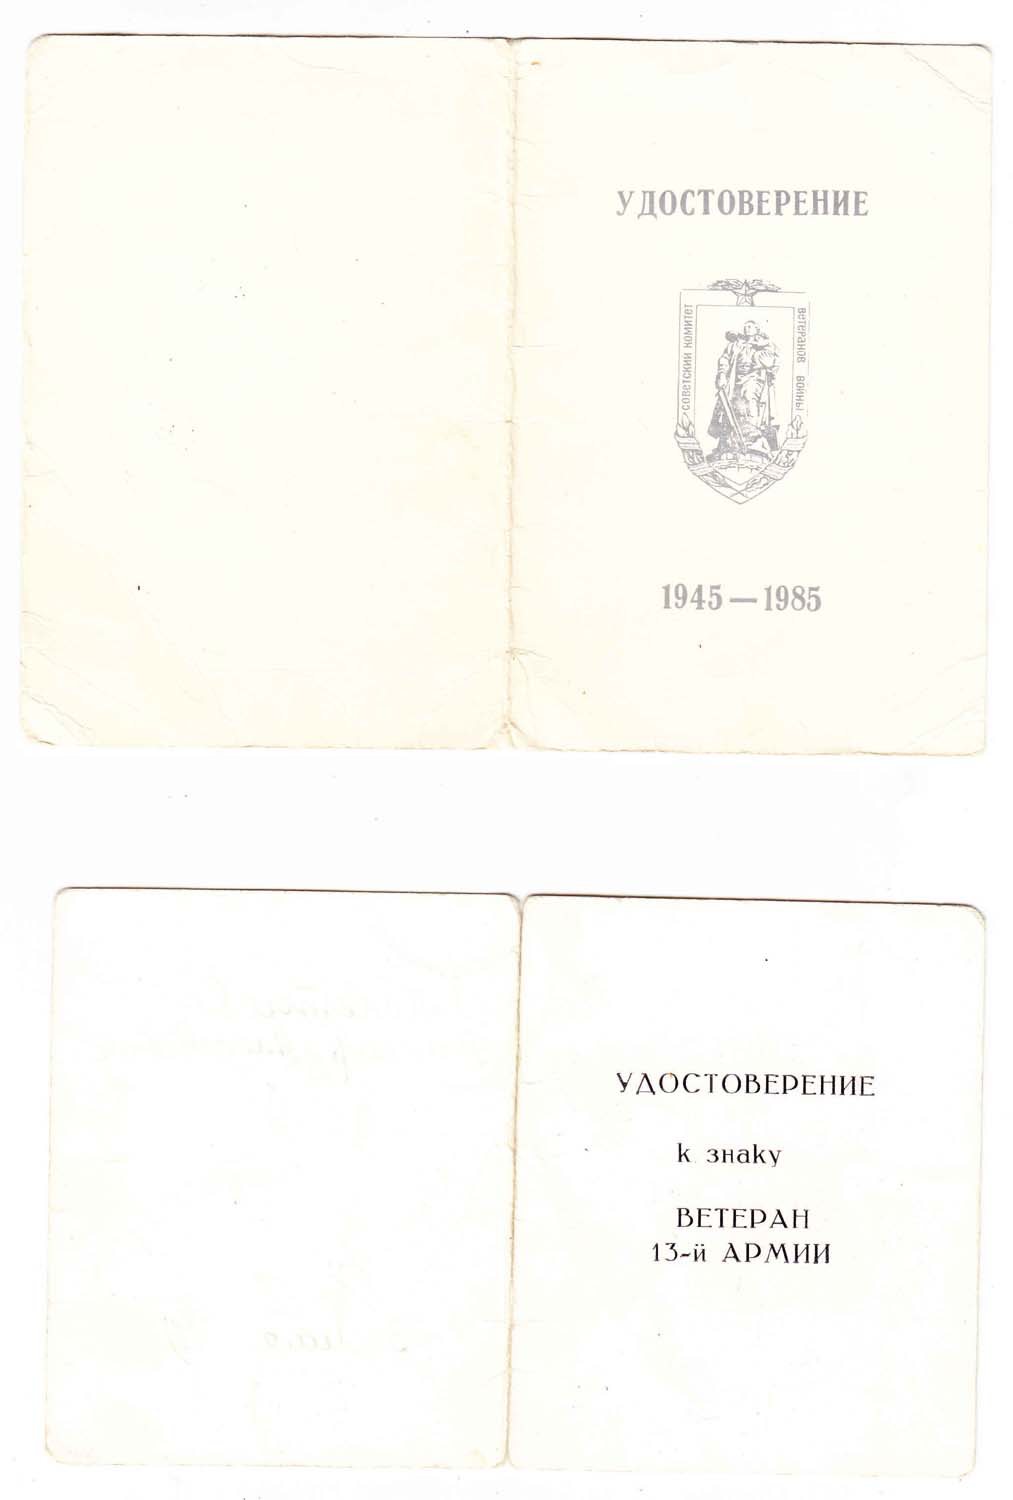 УДОСТОВЕРЕНИЕ
СОВЕТСКИЙ КОМИТЕТ
ВЕТЕРАНОВ ВОЙНЫ
1945—1985
УДОСТОВЕРЕНИЕ
к знаку
ВЕТЕРАН
13-й АРМИИ